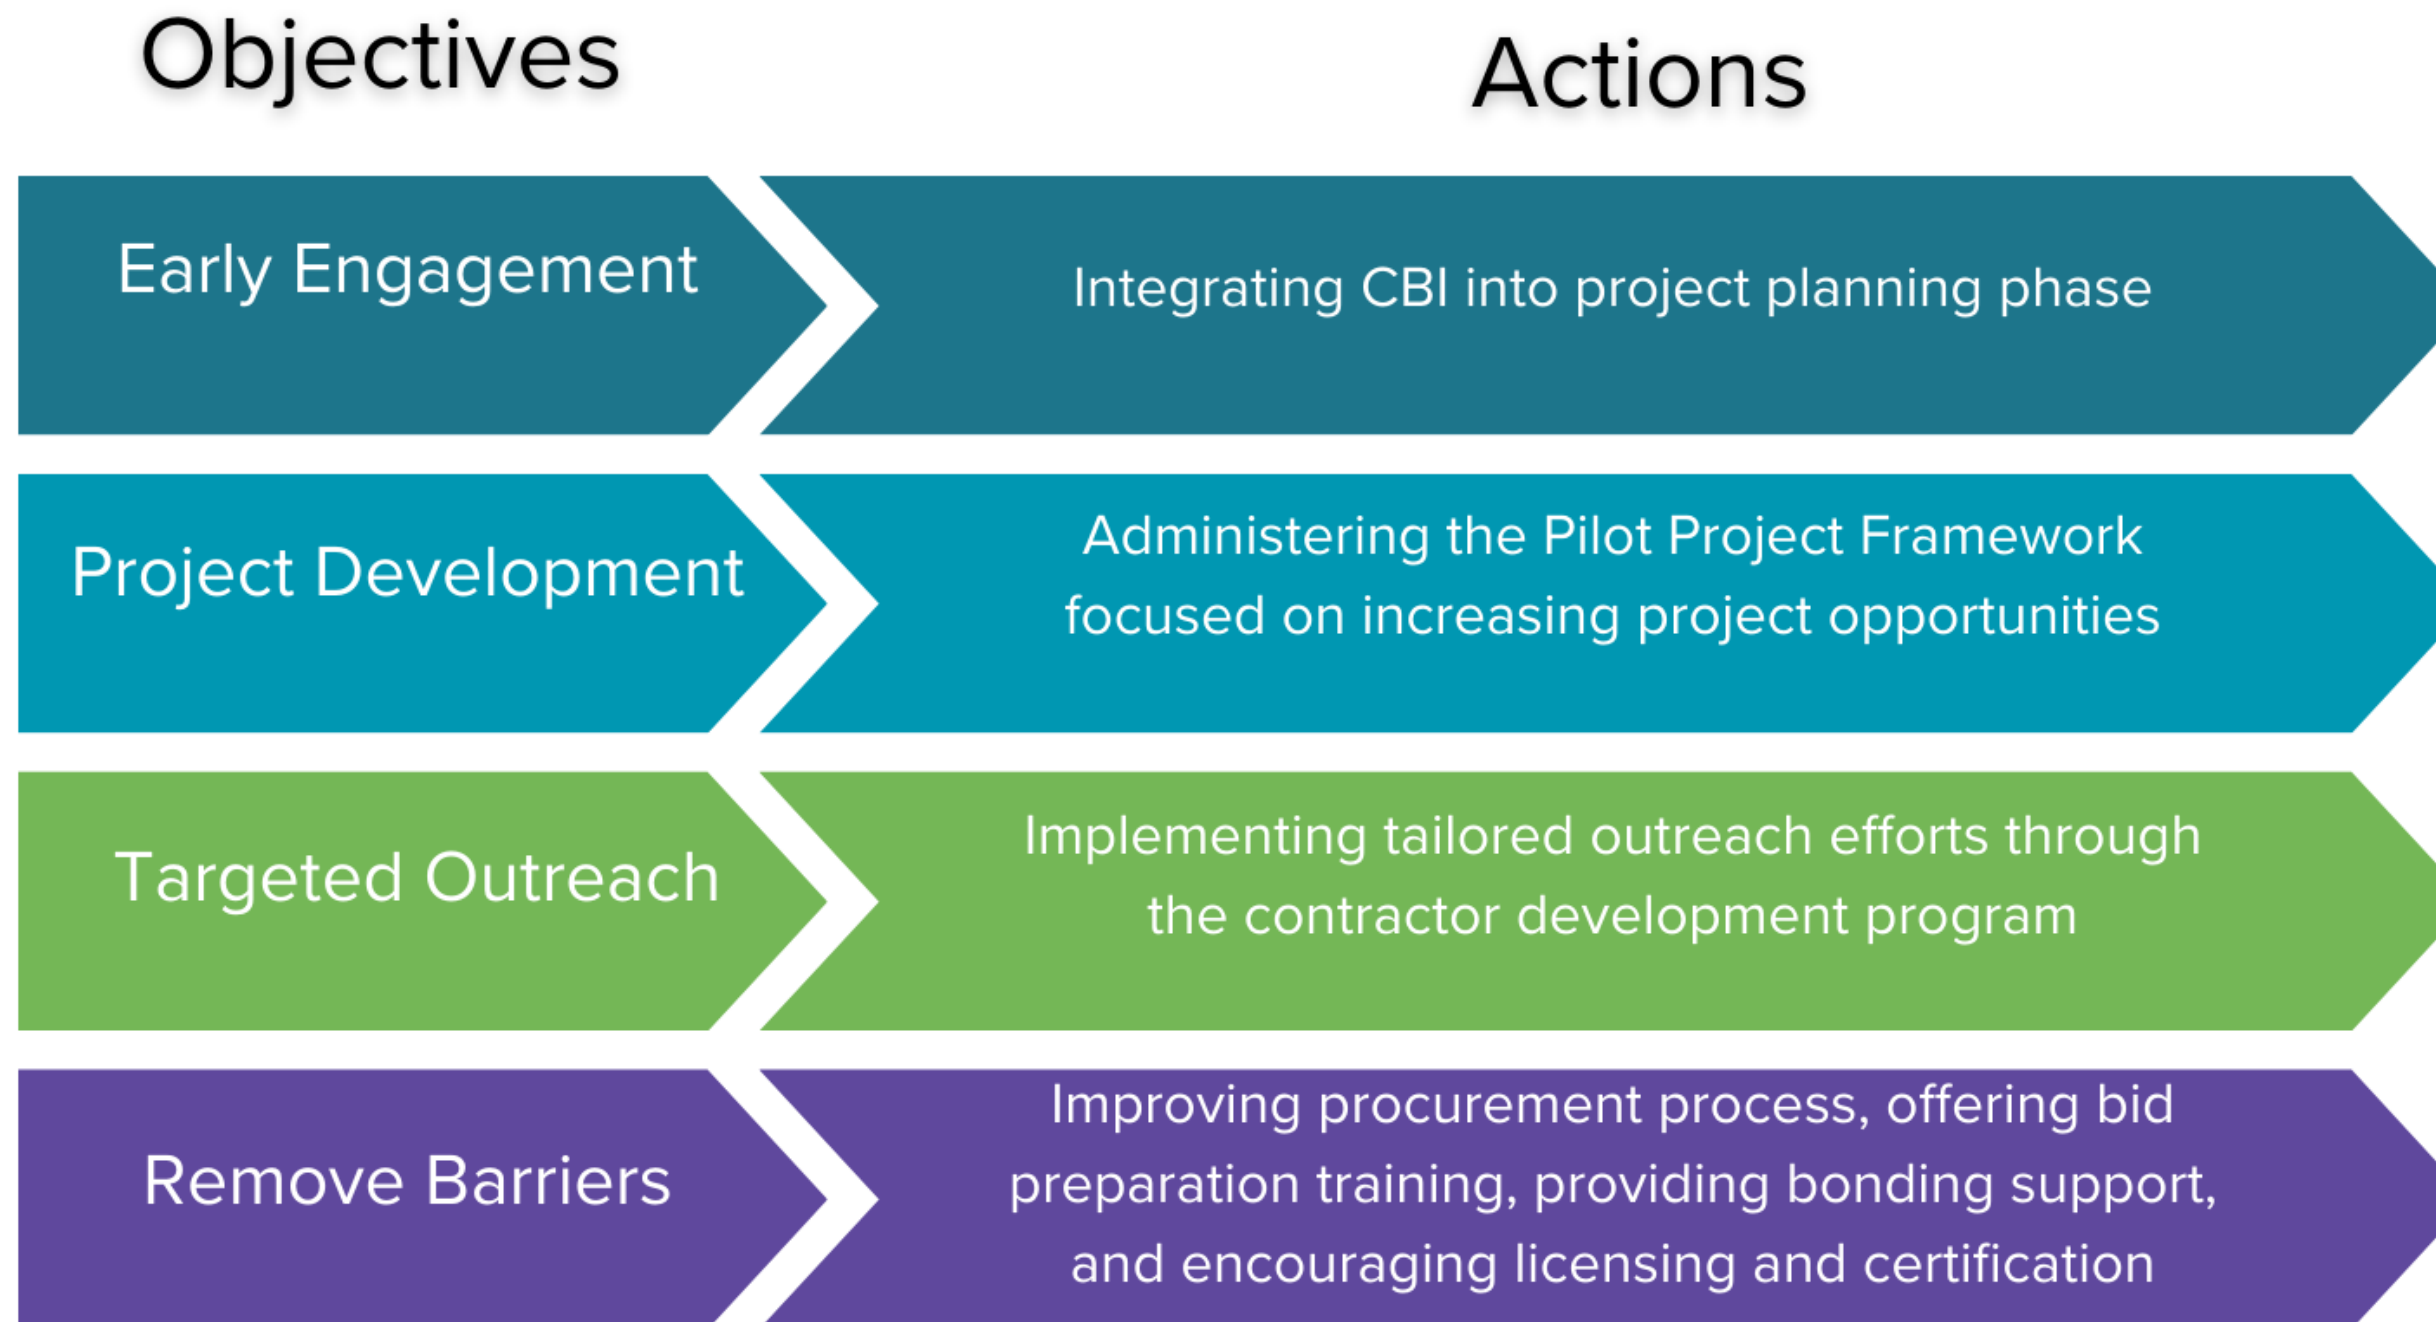 Objectives
Actions
Early Engagement
Integrating CBI into project planning phase
Project Development
Administering the Pilot Project Framework
focused on increasing project opportunities
Targeted Outreach
Implementing tailored outreach efforts through
the contractor development program
Remove Barriers
Improving procurement process, offering bid
preparation training, providing bonding support,
and encouraging licensing and certification